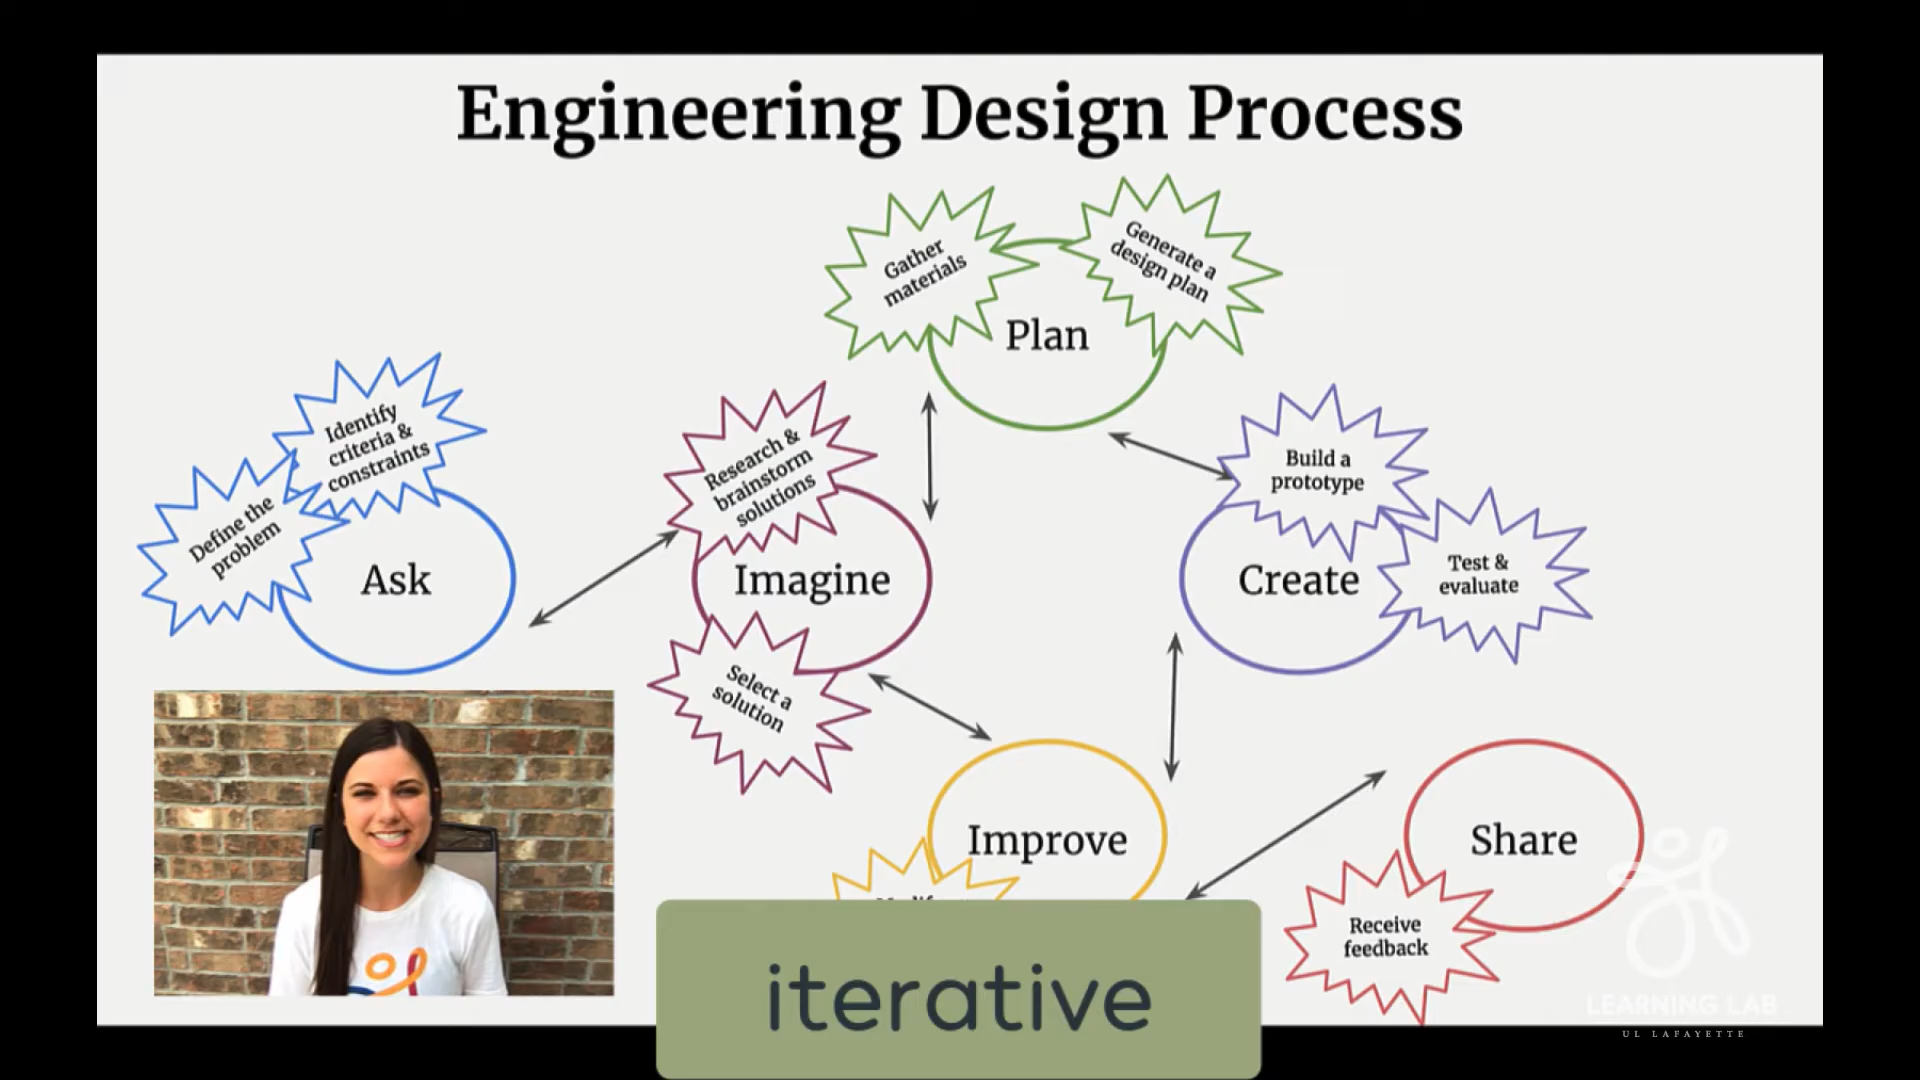 Engineering Design Process
Gather
materials
Generate a
design plan
Plan
Identify
criteria &
constraints
Define the
problem
Ask
Research &
brainstorm
solutions
Imagine
Select a
solution
Build a
prototype
Create
Test &
evaluate
Improve
Share
Receive
feedback
iterative
LEARNING LAB
UL LAFAYETTE